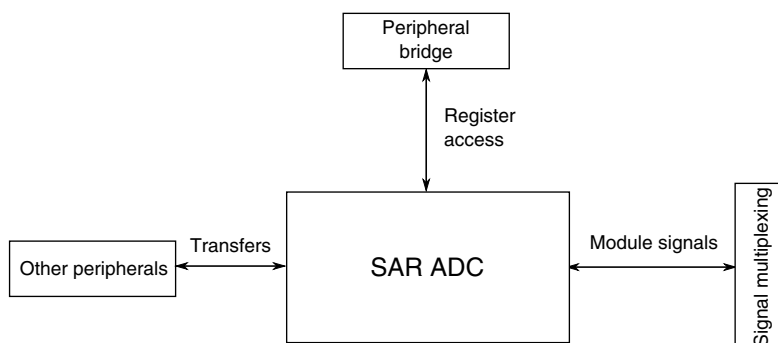 Peripheral
bridge
Register
access
Other peripherals
Transfers
SAR ADC
Module signals
Signal multiplexing